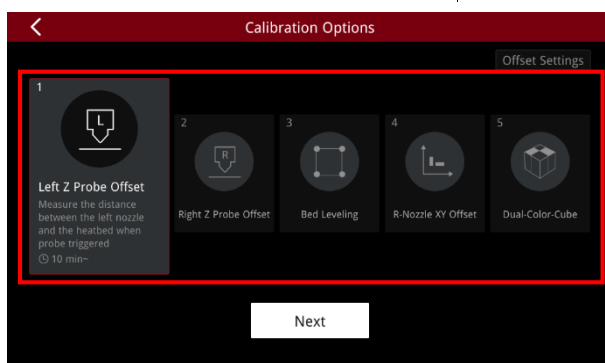 Calibration Options
Offset Settings
1
L
Left Z Probe Offset
Measure the distance
between the left nozzle
and the heatbed when
probe triggered
10 min~
2
R
Right Z Probe Offset
3
Bed Leveling
4
R-Nozzle XY Offset
5
Dual-Color-Cube
Next